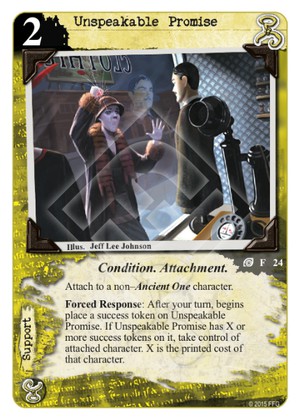 2
Unspeakable Promise
Illus. Jeff Lee Johnson
F 24
Condition. Attachment.
Attach to a non–Ancient One character.
Forced Response: After your turn, begins
place a success token on Unspeakable
Promise. If Unspeakable Promise has X or
more success tokens on it, take control of
attached character. X is the printed cost of
that character.
Support
© 2015 FFG